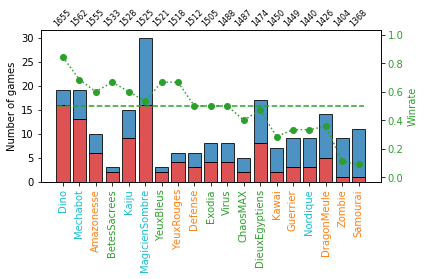 1655 1562 1555 1533 1528 1525 1521 1518 1512 1505 1488 1487 1474 1450 1449 1440 1426 1404 1368
Number of games
30
25
20
15
10
5
0
1.0
0.8
0.6
0.4
0.2
0.0
Winrate
Dino
Mechabot
Amazonesse
BetesSacrees
Kaiju
MagicienSombre
YeuxBleus
YeuxRouges
Defense
Exodia
Virus
ChaosMAX
DieuxEgyptiens
Kawai
Guerrier
Nordique
DragonMeule
Zombie
Samourai